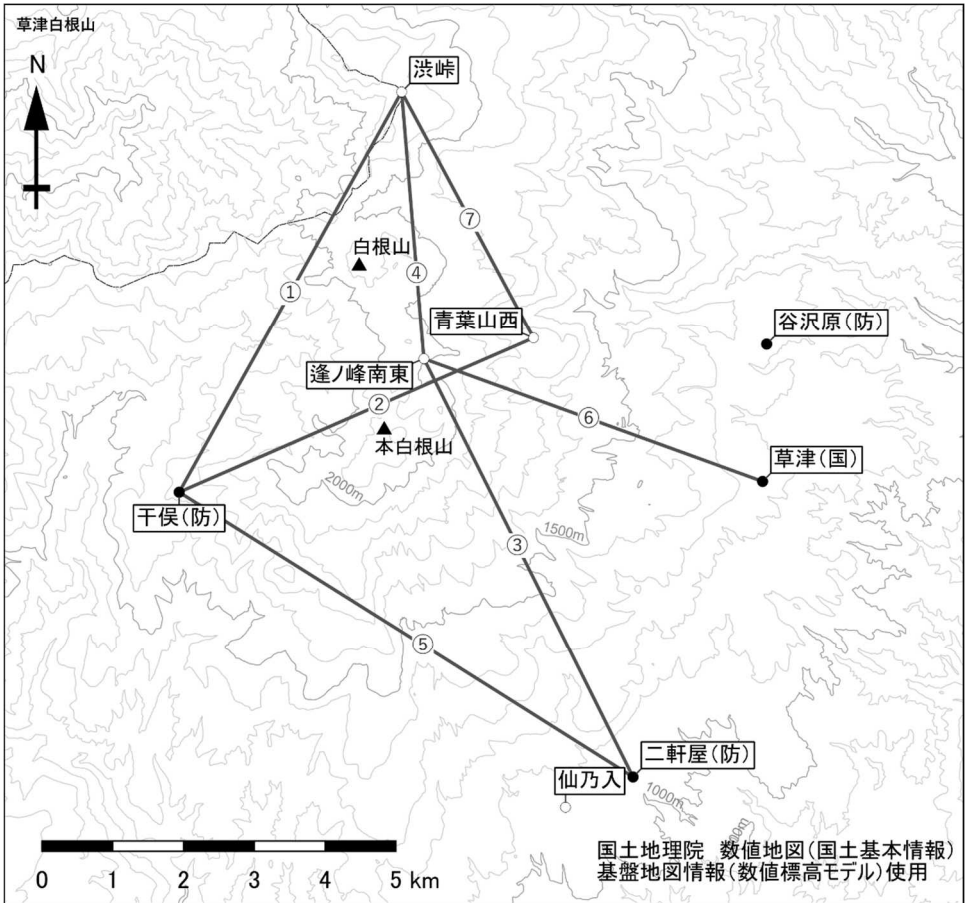 草津白根山
N
渋峠
⑦
白根山
④
①
青葉山西
谷沢原(防)
逢ノ峰南東
②
⑥
本白根山
草津(国)
2000m
干俣(防)
1500m
③
⑤
二軒屋(防)
仙乃入
1000m
0 1 2 3 4 5 km
国土地理院 数値地図(国土基本情報)
基盤地図情報(数値標高モデル)使用